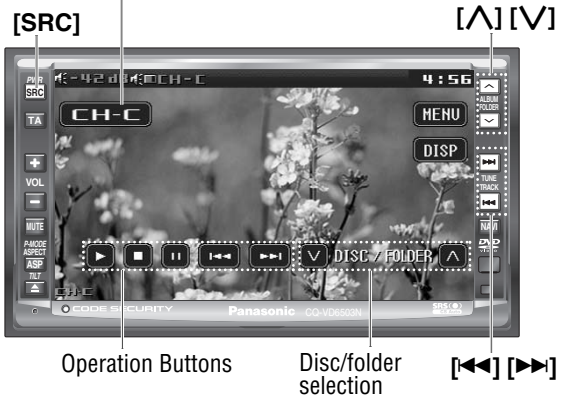 [SRC]
[⋀] [⋁]
PWR
SRC
TA
+
VOL
−
MUTE
P·MODE
ASPECT
ASP
TILT
-42dB CH-C
4:56
CH-C
MENU
DISP
ALBUM
FOLDER
TUNE
TRACK
NAVI
DISC / FOLDER
CH-C
CODE SECURITY
Panasonic CQ-VD6503N
SRS(●)
Operation Buttons
Disc/folder
selection
[⏮] [⏭]